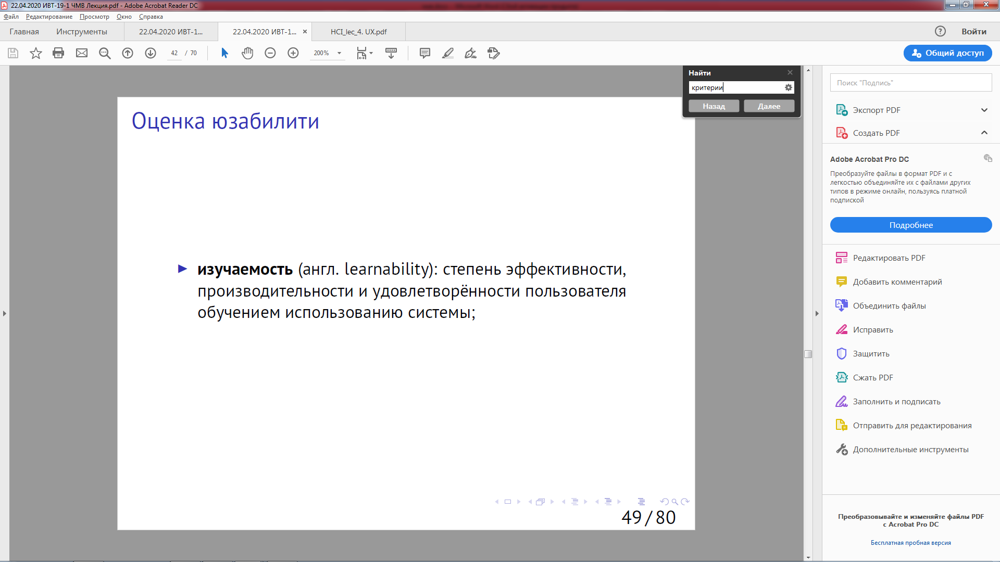 22.04.2020 ИВТ-19-1 ЧМВ Лекция.pdf - Adobe Acrobat Reader DC
Файл Редактирование Просмотр Окно Справка
Главная Инструменты 22.04.2020 ИВТ-1... 22.04.2020 ИВТ-1... HCI_lec_4. UX.pdf Войти
42 / 70 200% Общий доступ
Найти
критерии
Назад Далее
Оценка юзабилити
изучаемость (англ. learnability): степень эффективности,
производительности и удовлетворённости пользователя
обучением использованию системы;
49/80
Поиск "Подпись"
Экспорт PDF
Создать PDF
Adobe Acrobat Pro DC
Преобразуйте файлы в формат PDF и с
легкостью объединяйте их с файлами других
типов в режиме онлайн, пользуясь платной
подпиской
Подробнее
Редактировать PDF
Добавить комментарий
Объединить файлы
Исправить
Защитить
Сжать PDF
Заполнить и подписать
Отправить для редактирования
Дополнительные инструменты
Преобразовывайте и изменяйте файлы PDF
с Acrobat Pro DC
Бесплатная пробная версия